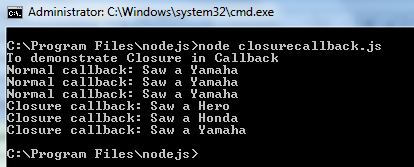 Administrator: C:\Windows\system32\cmd.exe
C:\Program Files\nodejs>node closurecallback.js
To demonstrate Closure in Callback
Normal callback: Saw a Yamaha
Normal callback: Saw a Yamaha
Normal callback: Saw a Yamaha
Closure callback: Saw a Hero
Closure callback: Saw a Honda
Closure callback: Saw a Yamaha
C:\Program Files\nodejs>